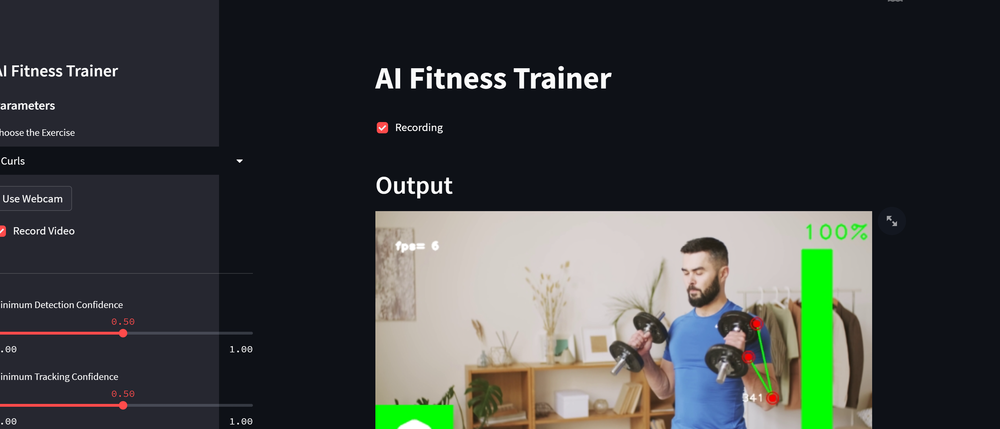 AI Fitness Trainer
arameters
hoose the Exercise
Curls
Use Webcam
Record Video
inimum Detection Confidence
0.50
.00 1.00
inimum Tracking Confidence
0.50
.00 1.00
AI Fitness Trainer
Recording
Output
fps= 6
100%
341